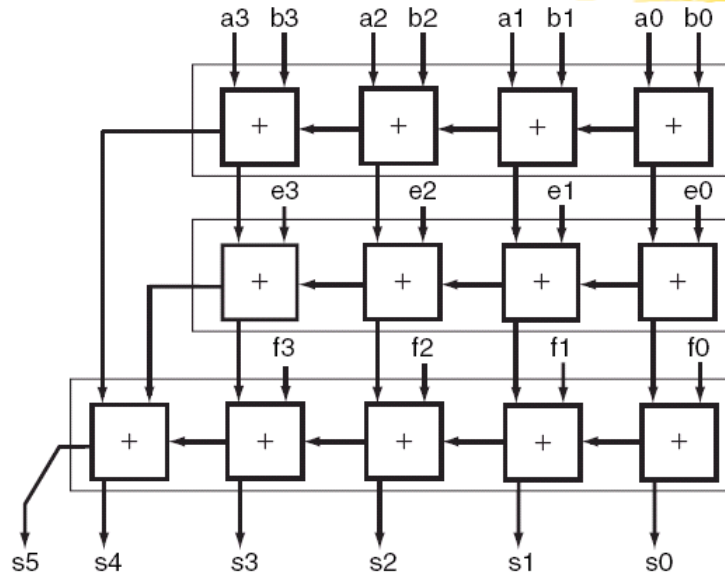 a3 b3 a2 b2 a1 b1 a0 b0
+ + + +
e3 e2 e1 e0
+ + + +
f3 f2 f1 f0
+ + + + +
s5 s4 s3 s2 s1 s0